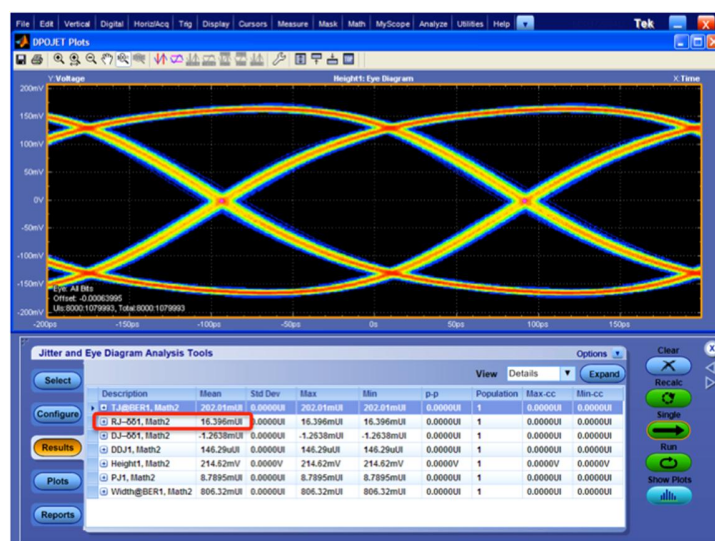 File Edit Vertical Digital Horiz/Acq Trig Display Cursors Measure Mask Math MyScope Analyze Utilities Help Tek
DPOJET Plots
Y:Voltage Height1: Eye Diagram X:Time
200mV
150mV
100mV
50mV
0V
-50mV
-100mV
-150mV
Eye: All Bits
Offset: -0.00063995
UIs:8000:1079993, Total:8000:1079993
-200mV
-200ps -150ps -100ps -50ps 0s 50ps 100ps 150ps
Jitter and Eye Diagram Analysis Tools Options Clear X
Select View Details Expand Recalc
Description Mean Std Dev Max Min p-p Population Max-cc Min-cc
TJ@BER1, Math2 202.01mUI 0.0000UI 202.01mUI 202.01mUI 0.0000UI 1 0.0000UI 0.0000UI
Configure RJ-δδ1, Math2 16.396mUI 0.0000UI 16.396mUI 16.396mUI 0.0000UI 1 0.0000UI 0.0000UI Single
DJ-δδ1, Math2 -1.2638mUI 0.0000UI -1.2638mUI -1.2638mUI 0.0000UI 1 0.0000UI 0.0000UI
Results DDJ1, Math2 146.29uUI 0.0000UI 146.29uUI 146.29uUI 0.0000UI 1 0.0000UI 0.0000UI Run
Height1, Math2 214.62mV 0.0000V 214.62mV 214.62mV 0.0000V 1 0.0000V 0.0000V
Plots PJ1, Math2 8.7895mUI 0.0000UI 8.7895mUI 8.7895mUI 0.0000UI 1 0.0000UI 0.0000UI Show Plots
Width@BER1, Math2 806.32mUI 0.0000UI 806.32mUI 806.32mUI 0.0000UI 1 0.0000UI 0.0000UI
Reports